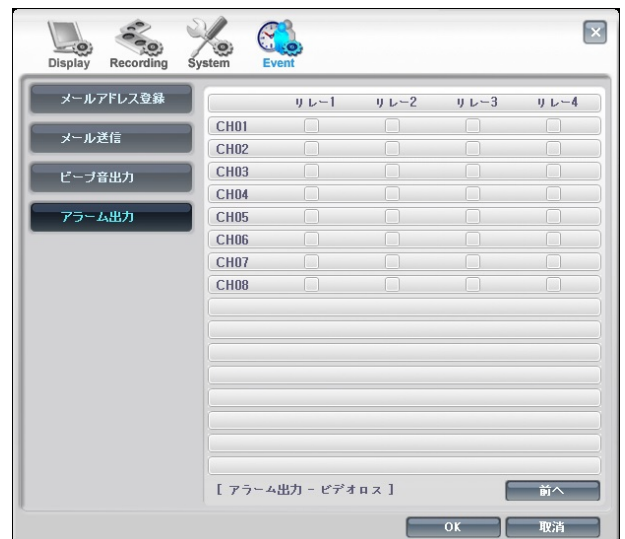 Display Recording System Event
メールアドレス登録
メール送信
ビープ音出力
アラーム出力
リレー1 リレー2 リレー3 リレー4
CH01
CH02
CH03
CH04
CH05
CH06
CH07
CH08
[ アラーム出力 - ビデオロス ]
前へ
OK 取消